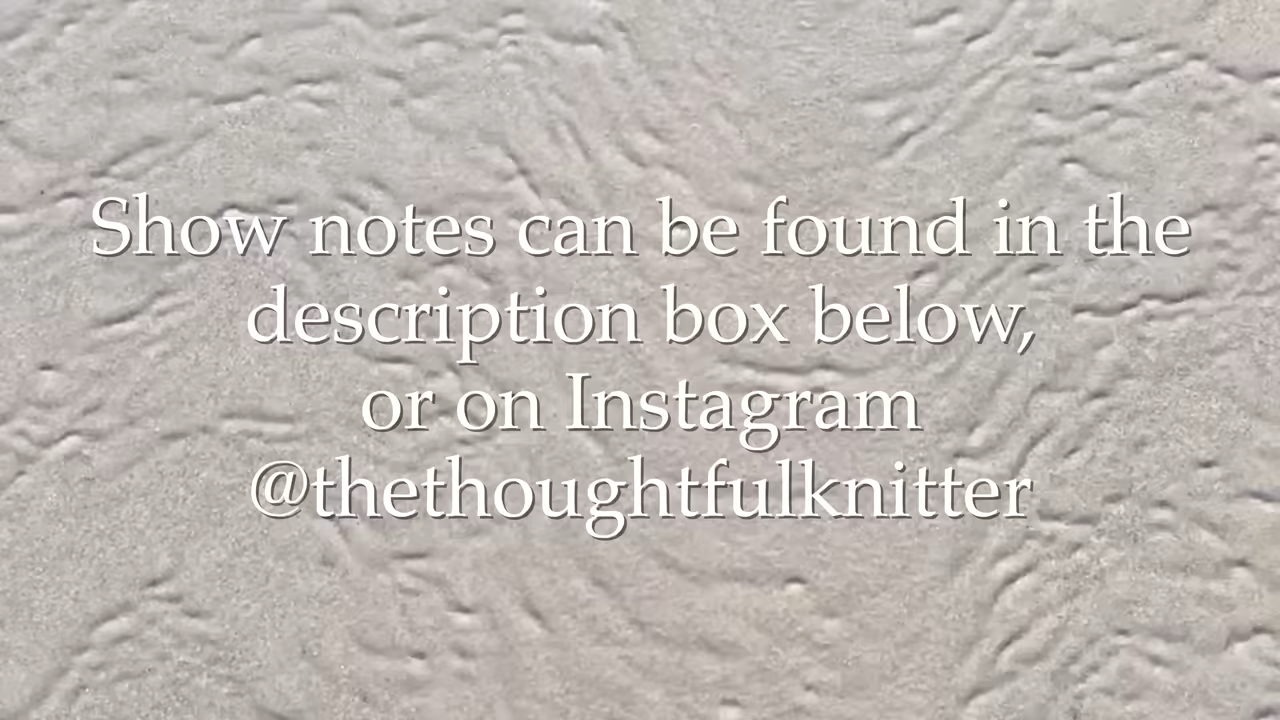 Show notes can be found in the
description box below,
or on Instagram
@thethoughtfulknitter